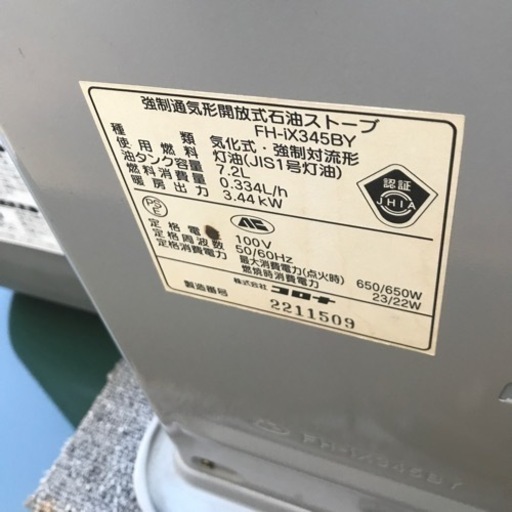 強制通気形開放式石油ストーブ
FH-iX345BY
種類 気化式・強制対流形
使用燃料 灯油(JIS1号灯油)
油タンク容量 7.2L
燃料消費量 0.334L/h
暖房出力 3.44kW
認証
JHIA
PSC
定格電 100V
定格周波数 50/60Hz
定格消費電力 最大消費電力(点火時) 650/650W
燃焼時消費電力 23/22W
株式会社 コロナ
製造番号 2211509
FH-iX345BY